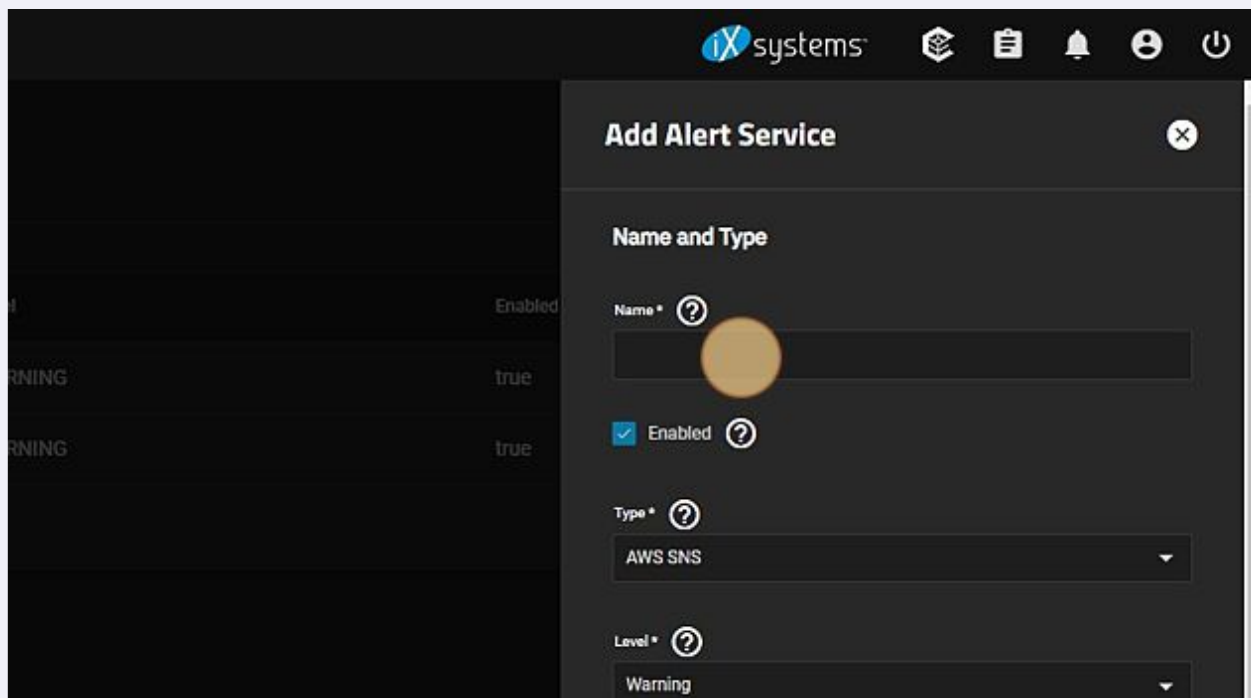 iX systems
Add Alert Service
Name and Type
Enabled
Name *
RNING
true
Enabled
RNING
true
Type *
AWS SNS
Level *
Warning